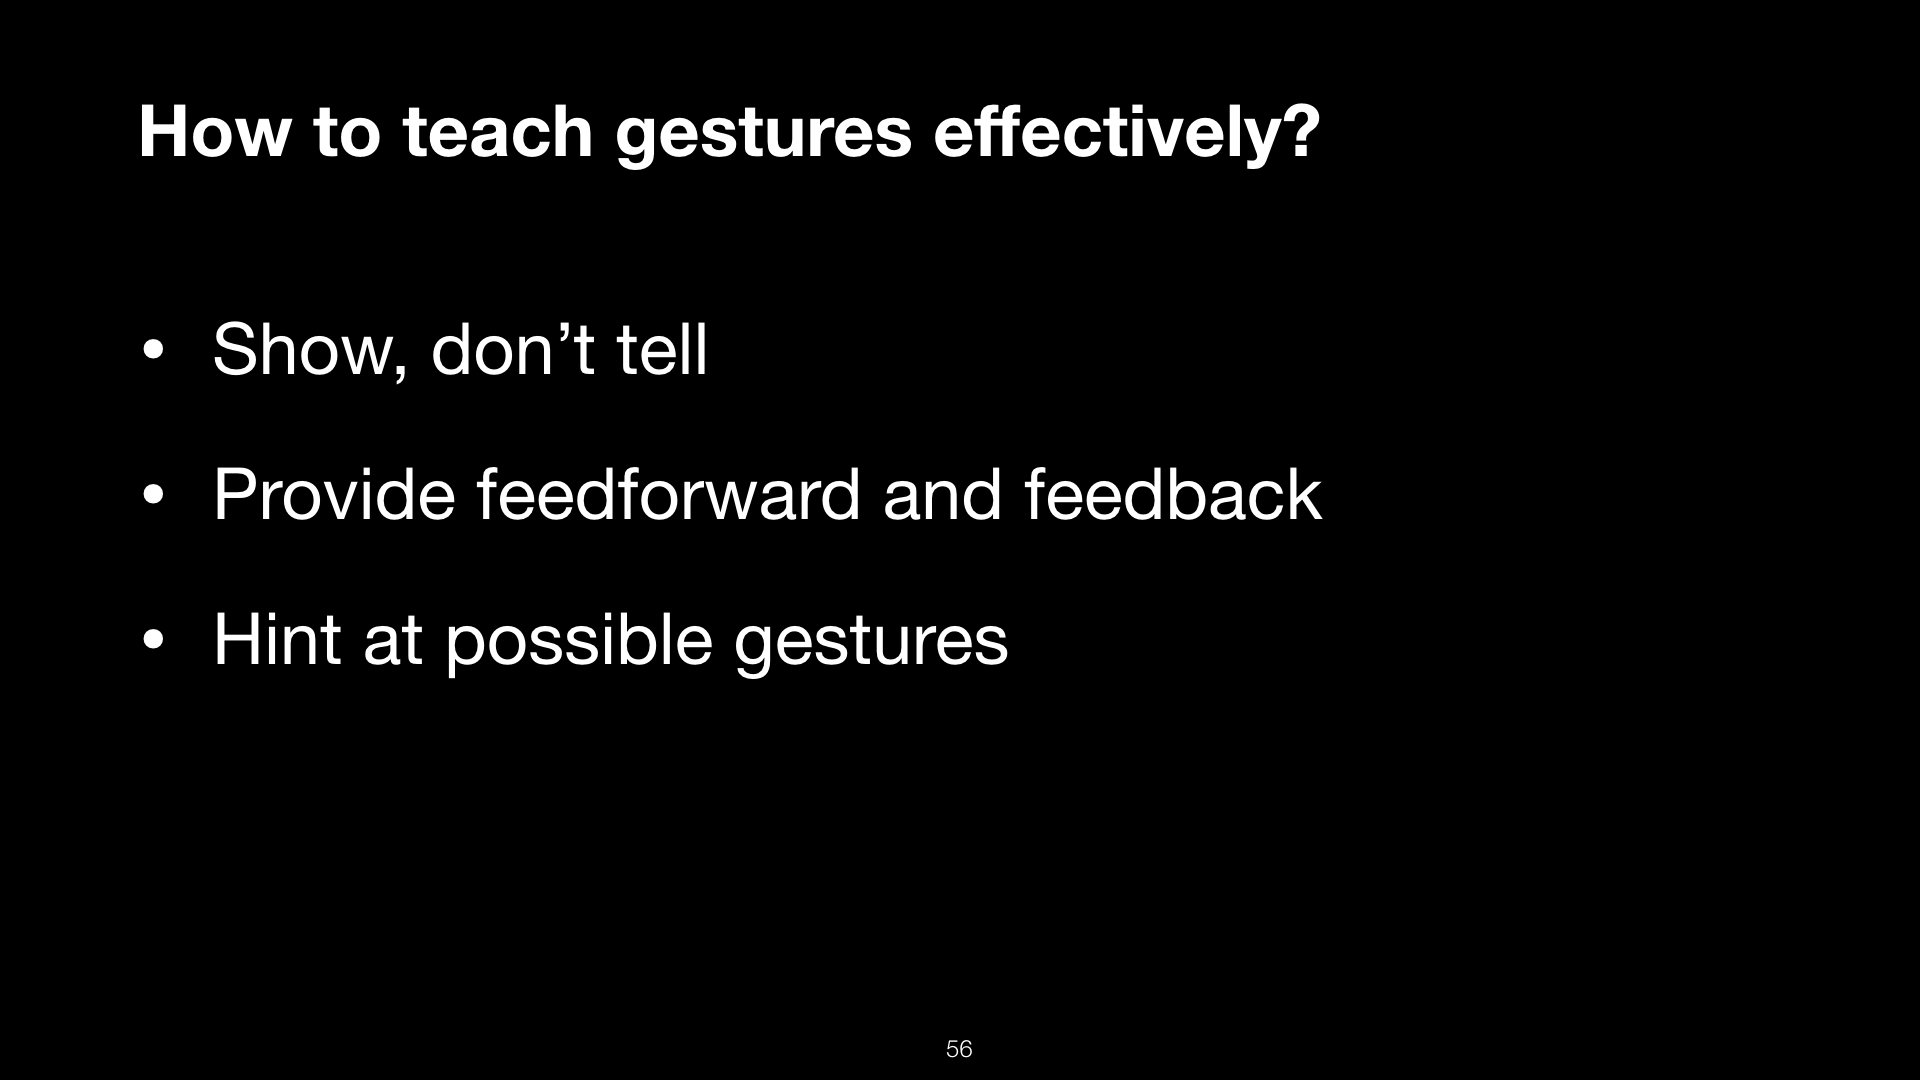 How to teach gestures effectively?
• Show, don’t tell
• Provide feedforward and feedback
• Hint at possible gestures
56